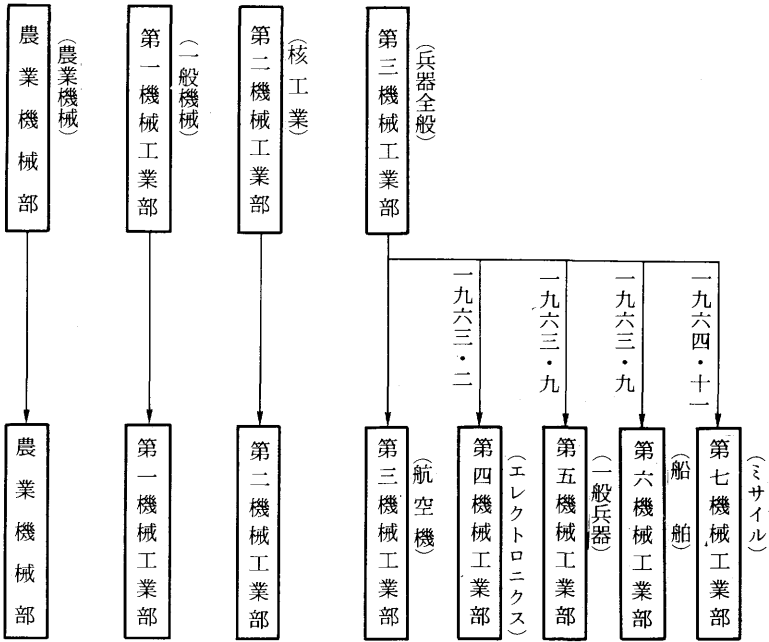 (兵器全般)
第三機械工業部
(核工業)
第二機械工業部
(一般機械)
第一機械工業部
(農業機械)
農業機械部
一九六四・十一
一九六三・九
一九六三・九
一九六三・二
(ミサイル)
第七機械工業部
(船舶)
第六機械工業部
(一般兵器)
第五機械工業部
(エレクトロニクス)
第四機械工業部
(航空機)
第三機械工業部
第二機械工業部
第一機械工業部
農業機械部